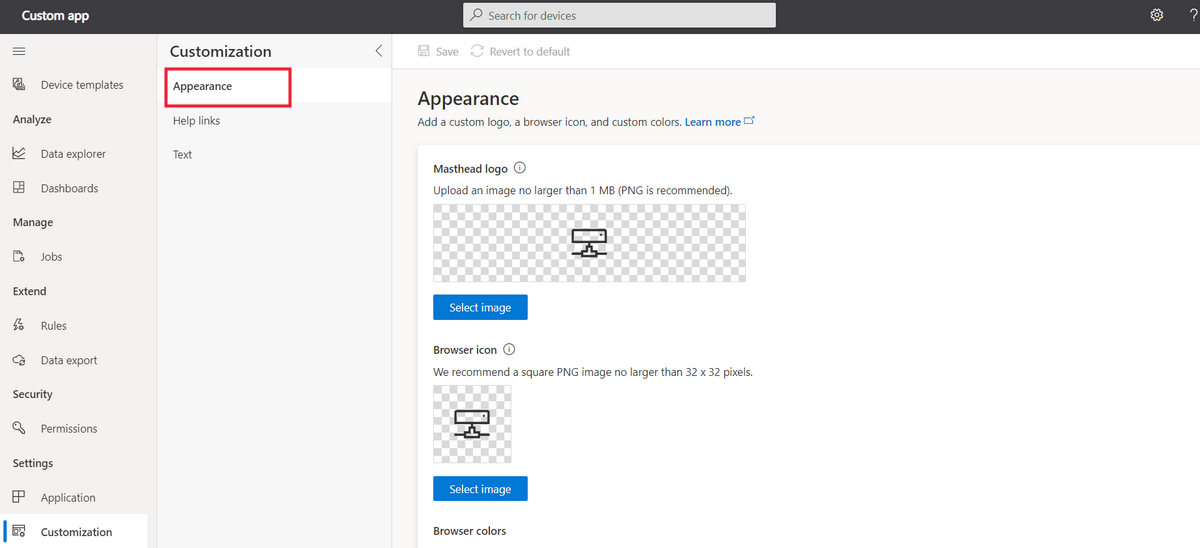 Custom app
Search for devices
?
Device templates
Analyze
Data explorer
Dashboards
Manage
Jobs
Extend
Rules
Data export
Security
Permissions
Settings
Application
Customization
Customization
Appearance
Help links
Text
Save
Revert to default
Appearance
Add a custom logo, a browser icon, and custom colors. Learn more
Masthead logo
Upload an image no larger than 1 MB (PNG is recommended).
Select image
Browser icon
We recommend a square PNG image no larger than 32 x 32 pixels.
Select image
Browser colors